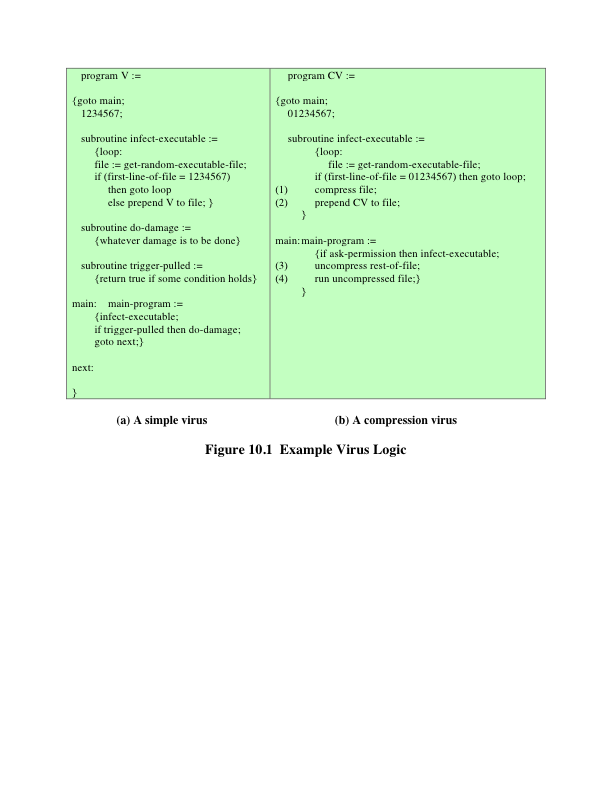 program V :=
{goto main;
1234567;
subroutine infect-executable :=
{loop:
file := get-random-executable-file;
if (first-line-of-file = 1234567)
then goto loop
else prepend V to file; }
subroutine do-damage :=
{whatever damage is to be done}
subroutine trigger-pulled :=
{return true if some condition holds}
main: main-program :=
{infect-executable;
if trigger-pulled then do-damage;
goto next;}
next:
}
program CV :=
{goto main;
01234567;
subroutine infect-executable :=
{loop:
file := get-random-executable-file;
if (first-line-of-file = 01234567) then goto loop;
(1) compress file;
(2) prepend CV to file;
}
main: main-program :=
{if ask-permission then infect-executable;
(3) uncompress rest-of-file;
(4) run uncompressed file;}
}
(a) A simple virus
(b) A compression virus
Figure 10.1 Example Virus Logic